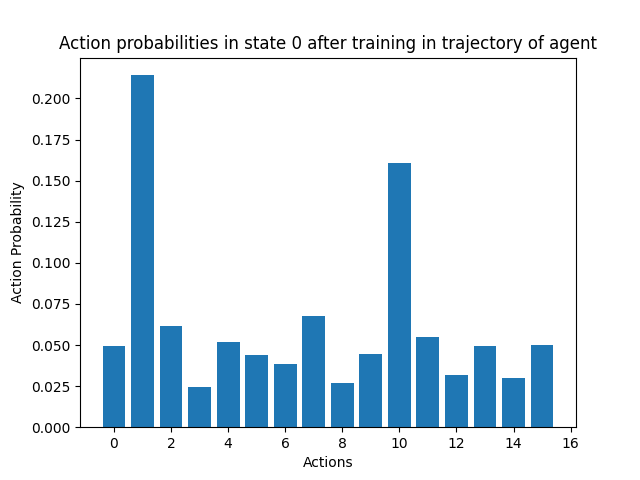 Action probabilities in state 0 after training in trajectory of agent
0.200
0.175
0.150
0.125
0.100
0.075
0.050
0.025
0.000
Action Probability
0 2 4 6 8 10 12 14 16
Actions